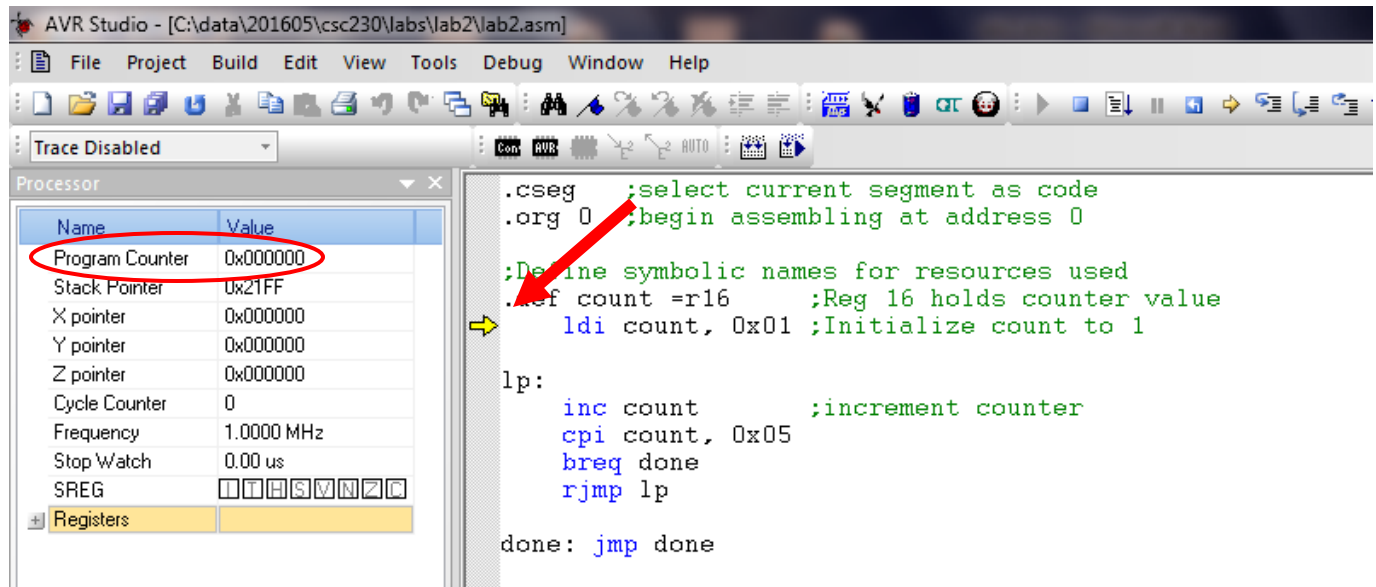 AVR Studio - [C:\data\201605\csc230\labs\lab2\lab2.asm]
File Project Build Edit View Tools Debug Window Help
Trace Disabled
Con AVR AUTO
Processor
Name Value
Program Counter 0x000000
Stack Pointer 0x21FF
X pointer 0x000000
Y pointer 0x000000
Z pointer 0x000000
Cycle Counter 0
Frequency 1.0000 MHz
Stop Watch 0.00 us
SREG I T H S V N Z C
Registers
.cseg ;select current segment as code
.org 0 ;begin assembling at address 0
;Define symbolic names for resources used
.def count =r16 ;Reg 16 holds counter value
ldi count, 0x01 ;Initialize count to 1
lp:
inc count ;increment counter
cpi count, 0x05
breq done
rjmp lp
done: jmp done